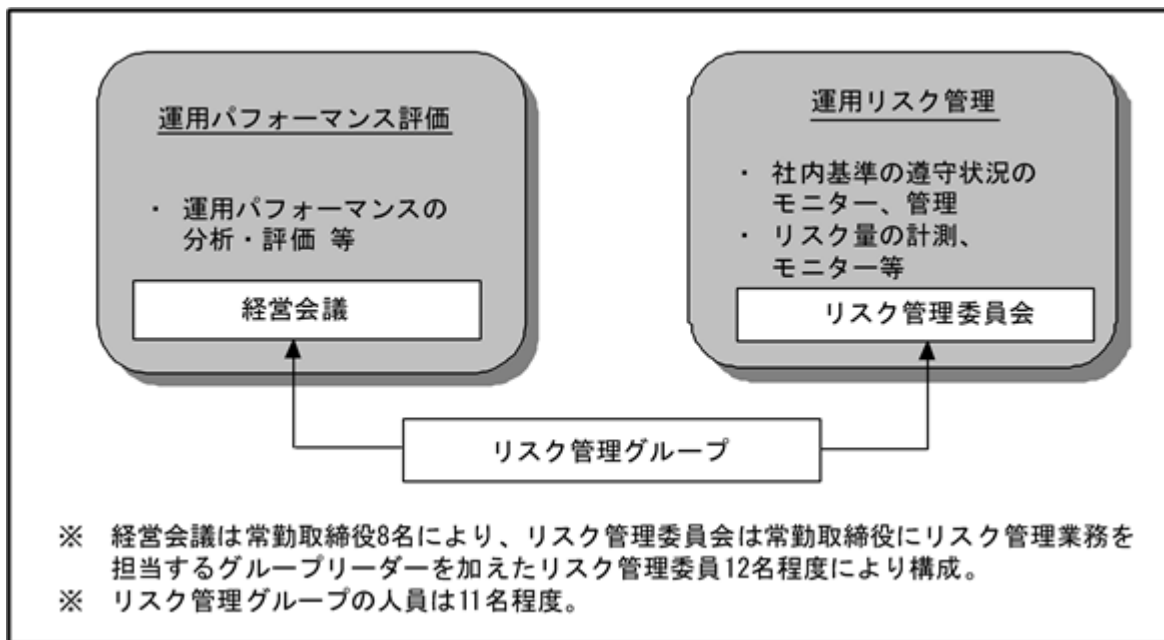 運用パフォーマンス評価
・ 運用パフォーマンスの
分析・評価 等
経営会議
運用リスク管理
・ 社内基準の遵守状況の
モニター、管理
・ リスク量の計測、
モニター等
リスク管理委員会
リスク管理グループ
※ 経営会議は常勤取締役8名により、リスク管理委員会は常勤取締役にリスク管理業務を
担当するグループリーダーを加えたリスク管理委員12名程度により構成。
※ リスク管理グループの人員は11名程度。